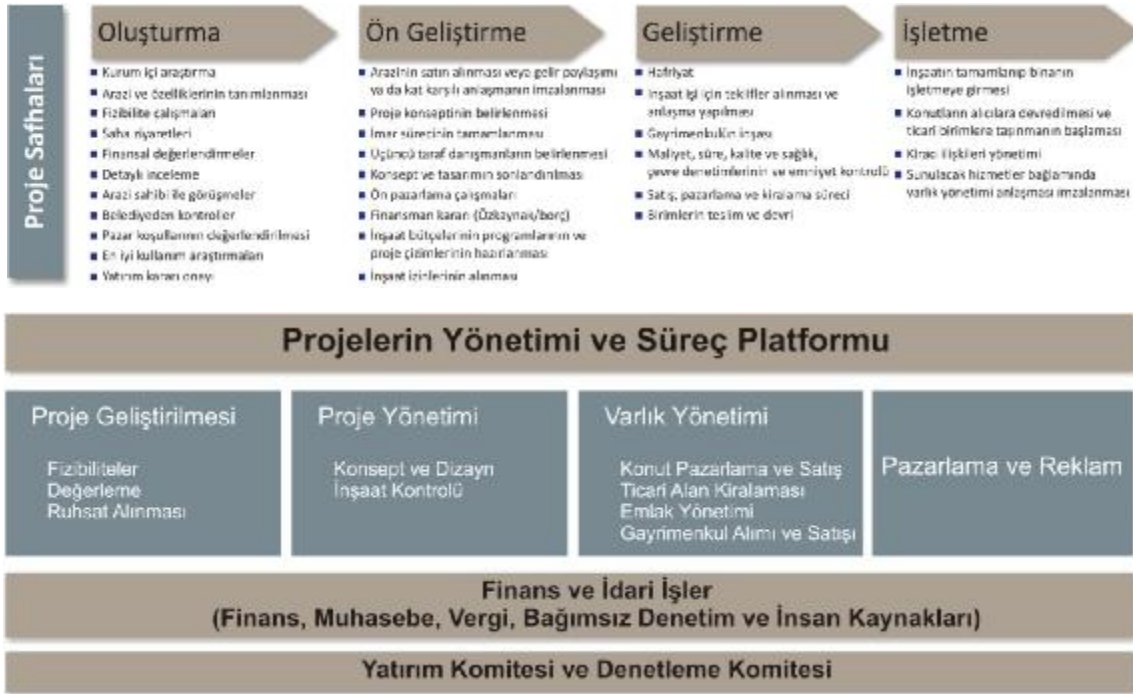 Proje Safhaları
Oluşturma
Kurum içi araştırma
Arazi ve özelliklerinin tanımlanması
Fizibilite çalışmaları
Saha ziyaretleri
Finansal değerlendirmeler
Detaylı inceleme
Arazi sahibi ile görüşmeler
Belediyeden kontroller
Pazar koşullarının değerlendirilmesi
En iyi kullanım araştırmaları
Yatırım kararı onayı
Ön Geliştirme
Arazinin satın alınması veya gelir paylaşımı
ya da kat karşılı anlaşmanın imzalanması
Proje konseptinin belirlenmesi
İmar sürecinin tamamlanması
Üçüncü taraf danışmanların belirlenmesi
Konsept ve tasarımın sonlandırılması
Ön pazarlama çalışmaları
Finansman kararı (Özkaynak/borç)
İnşaat bütçelerinin programlarının ve
proje çizimlerinin hazırlanması
İnşaat izinlerinin alınması
Geliştirme
Hafriyat
İnşaat işi için teklifler alınması ve
anlaşma yapılması
Gayrimenkulün inşası
Maliyet, süre, kalite ve sağlık,
çevre denetimlerinin ve emniyet kontrolü
Satış, pazarlama ve kiralama süreci
Birimlerin teslim ve devri
İşletme
İnşaatın tamamlanıp binanın
işletmeye girmesi
Konutların alıcılara devredilmesi ve
ticari birimlere taşınmanın başlaması
Kiracı ilişkileri yönetimi
Sunulacak hizmetler bağlamında
varlık yönetimi anlaşması imzalanması
Projelerin Yönetimi ve Süreç Platformu
Proje Geliştirilmesi
Fizibiliteler
Değerleme
Ruhsat Alınması
Proje Yönetimi
Konsept ve Dizayn
İnşaat Kontrolü
Varlık Yönetimi
Konut Pazarlama ve Satış
Ticari Alan Kiralaması
Emlak Yönetimi
Gayrimenkul Alımı ve Satışı
Pazarlama ve Reklam
Finans ve İdari İşler
(Finans, Muhasebe, Vergi, Bağımsız Denetim ve İnsan Kaynakları)
Yatırım Komitesi ve Denetleme Komitesi